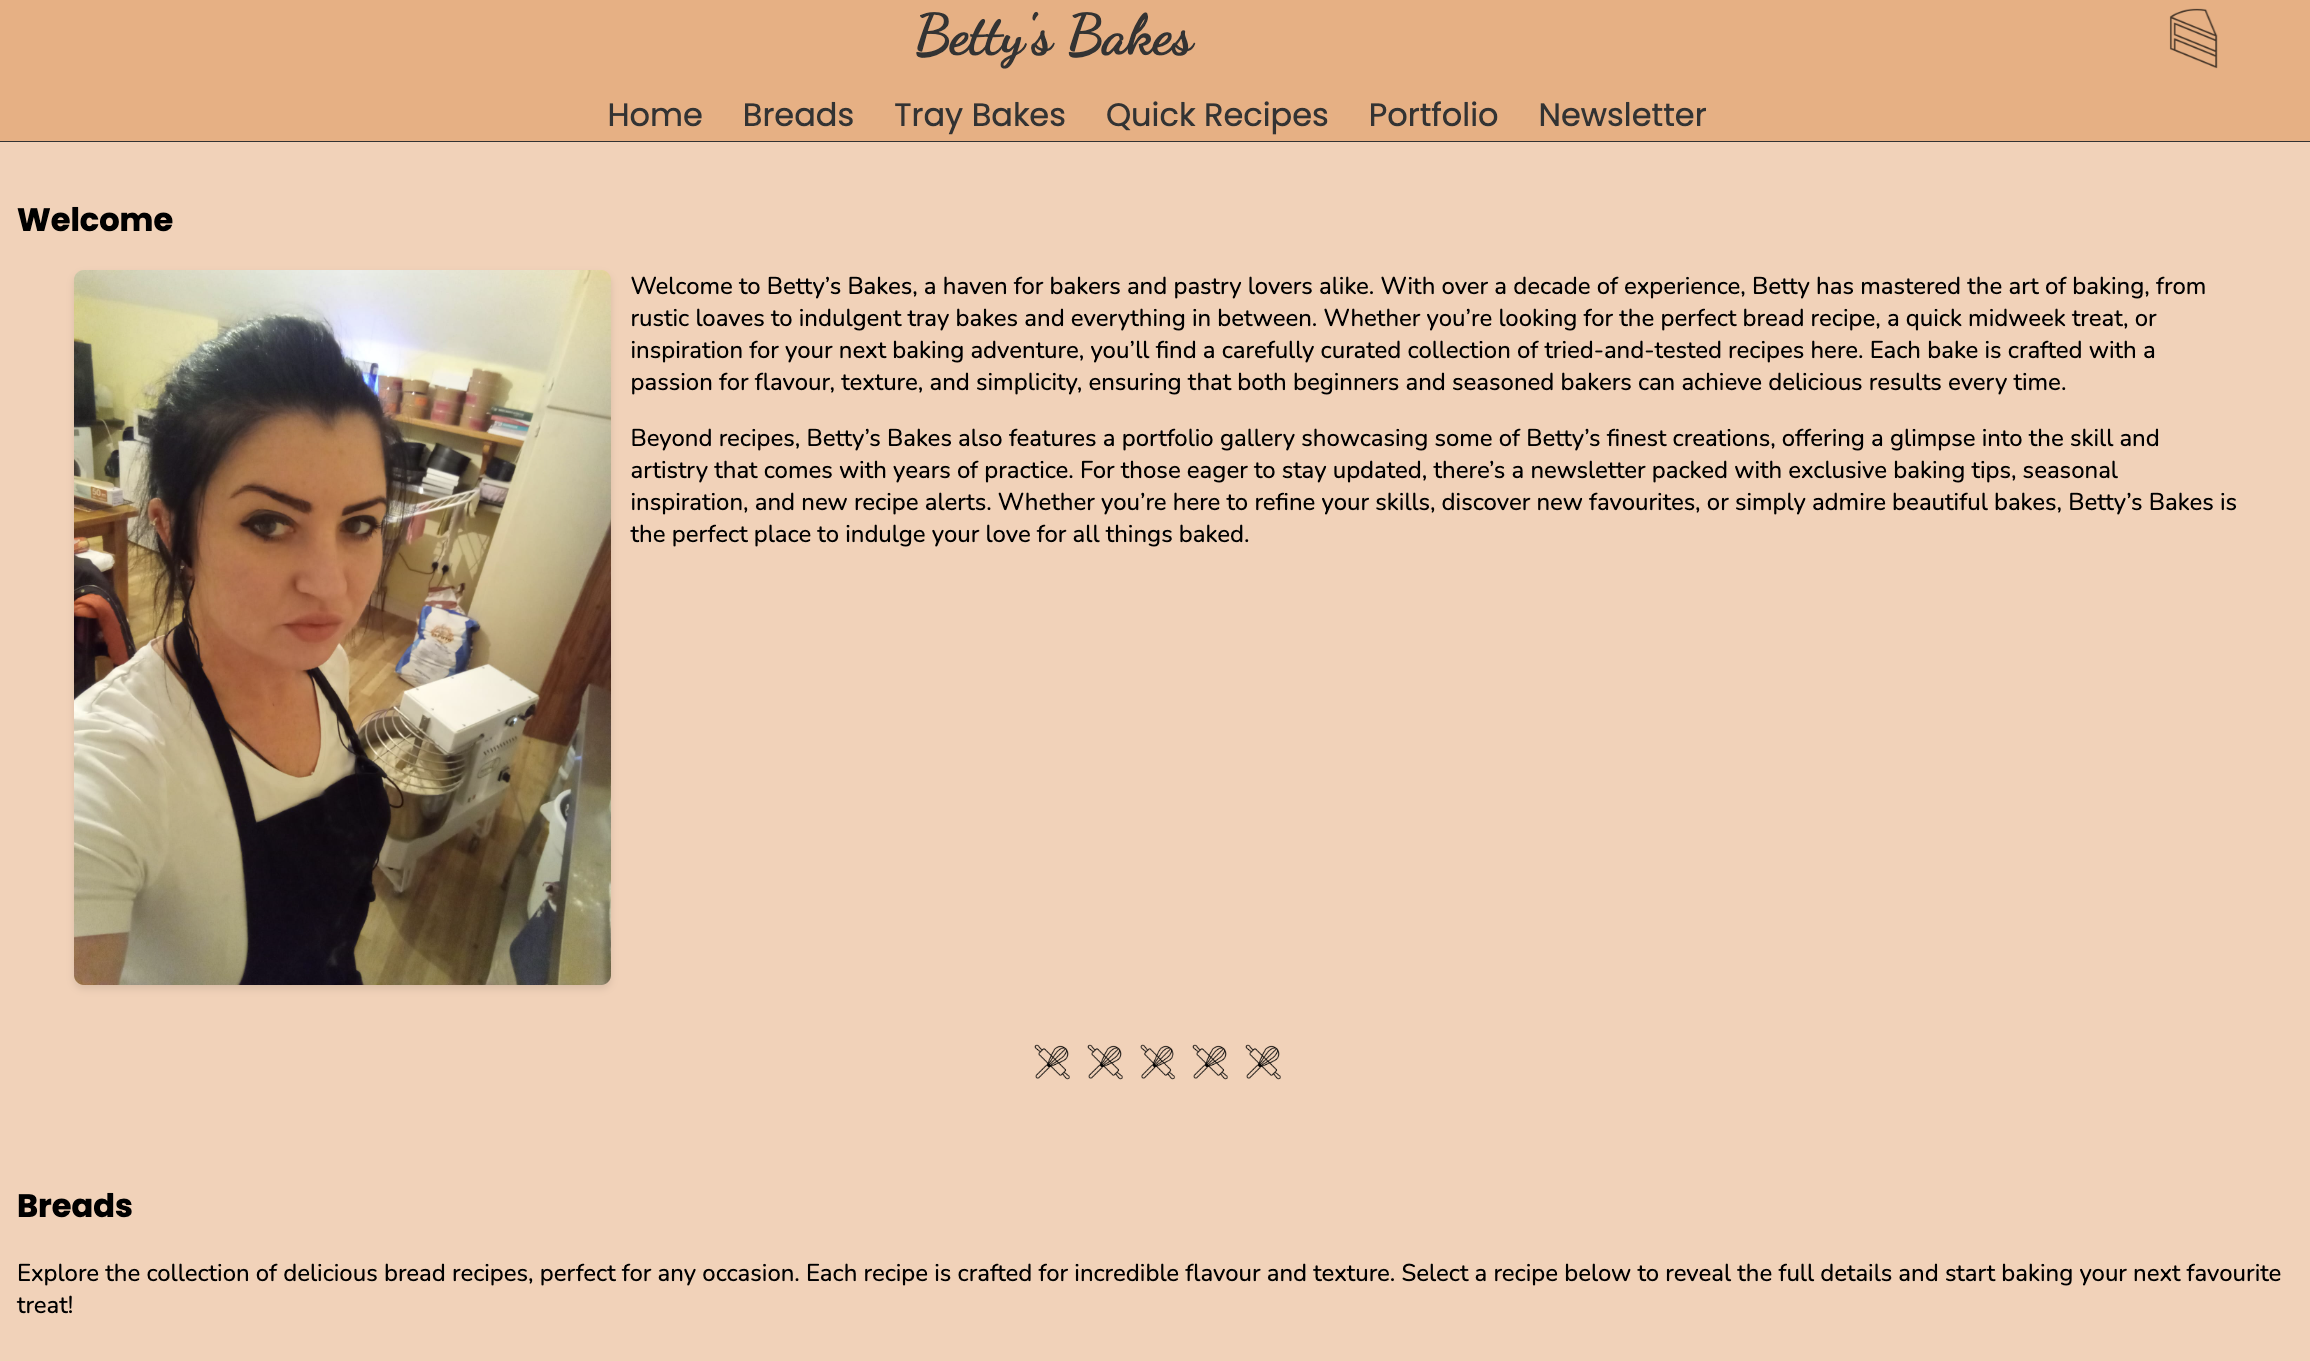 Betty's Bakes
Home Breads Tray Bakes Quick Recipes Portfolio Newsletter
Welcome
Welcome to Betty’s Bakes, a haven for bakers and pastry lovers alike. With over a decade of experience, Betty has mastered the art of baking, from
rustic loaves to indulgent tray bakes and everything in between. Whether you’re looking for the perfect bread recipe, a quick midweek treat, or
inspiration for your next baking adventure, you’ll find a carefully curated collection of tried-and-tested recipes here. Each bake is crafted with a
passion for flavour, texture, and simplicity, ensuring that both beginners and seasoned bakers can achieve delicious results every time.
Beyond recipes, Betty’s Bakes also features a portfolio gallery showcasing some of Betty’s finest creations, offering a glimpse into the skill and
artistry that comes with years of practice. For those eager to stay updated, there’s a newsletter packed with exclusive baking tips, seasonal
inspiration, and new recipe alerts. Whether you’re here to refine your skills, discover new favourites, or simply admire beautiful bakes, Betty’s Bakes is
the perfect place to indulge your love for all things baked.
Breads
Explore the collection of delicious bread recipes, perfect for any occasion. Each recipe is crafted for incredible flavour and texture. Select a recipe below to reveal the full details and start baking your next favourite
treat!